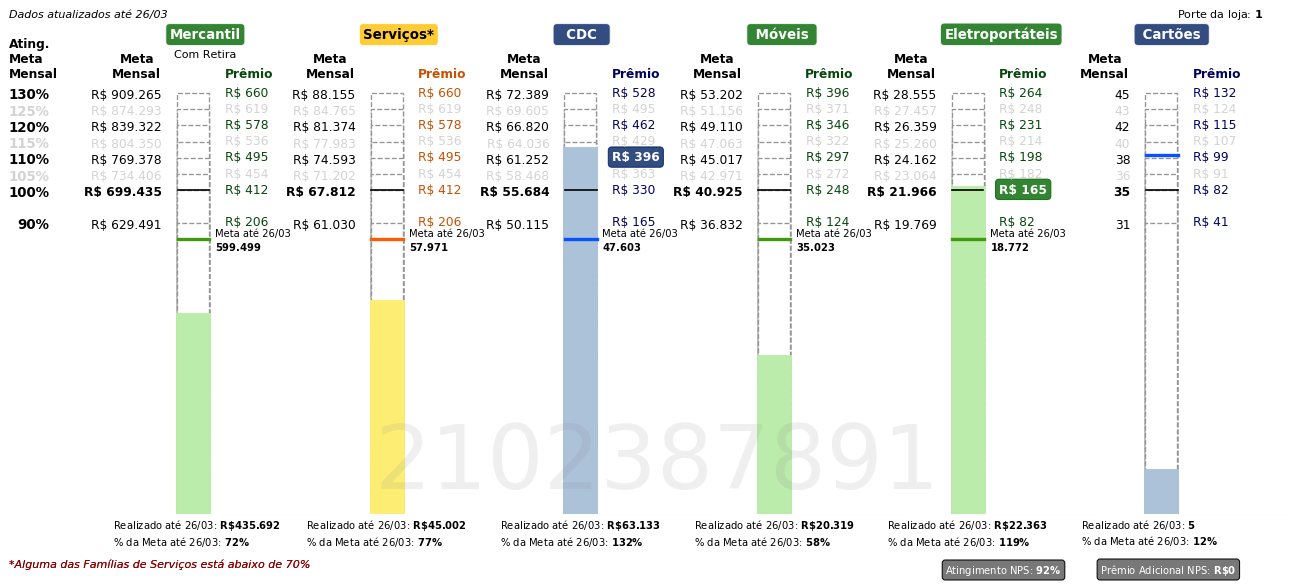 Dados atualizados até 26/03
Porte da loja: 1
Mercantil Serviços* CDC Móveis Eletroportáteis Cartões
Com Retira
Ating. Meta Mensal
Meta Mensal Prêmio Meta Mensal Prêmio Meta Mensal Prêmio Meta Mensal Prêmio Meta Mensal Prêmio Meta Mensal Prêmio
130% R$ 909.265 R$ 660 R$ 88.155 R$ 660 R$ 72.389 R$ 528 R$ 53.202 R$ 396 R$ 28.555 R$ 264 45 R$ 132
125% R$ 874.293 R$ 619 R$ 84.765 R$ 619 R$ 69.605 R$ 495 R$ 51.156 R$ 371 R$ 27.457 R$ 248 43 R$ 124
120% R$ 839.322 R$ 578 R$ 81.374 R$ 578 R$ 66.820 R$ 462 R$ 49.110 R$ 346 R$ 26.359 R$ 231 42 R$ 115
115% R$ 804.350 R$ 536 R$ 77.983 R$ 536 R$ 64.036 R$ 429 R$ 47.063 R$ 322 R$ 25.260 R$ 214 40 R$ 107
110% R$ 769.378 R$ 495 R$ 74.593 R$ 495 R$ 61.252 R$ 396 R$ 45.017 R$ 297 R$ 24.162 R$ 198 38 R$ 99
105% R$ 734.406 R$ 454 R$ 71.202 R$ 454 R$ 58.468 R$ 363 R$ 42.971 R$ 272 R$ 23.064 R$ 182 36 R$ 91
100% R$ 699.435 R$ 412 R$ 67.812 R$ 412 R$ 55.684 R$ 330 R$ 40.925 R$ 248 R$ 21.966 R$ 165 35 R$ 82
90% R$ 629.491 R$ 206 R$ 61.030 R$ 206 R$ 50.115 R$ 165 R$ 36.832 R$ 124 R$ 19.769 R$ 82 31 R$ 41
Meta até 26/03 Meta até 26/03 Meta até 26/03 Meta até 26/03 Meta até 26/03
599.499 57.971 47.603 35.023 18.772
2102387891
Realizado até 26/03: R$435.692 Realizado até 26/03: R$45.002 Realizado até 26/03: R$63.133 Realizado até 26/03: R$20.319 Realizado até 26/03: R$22.363 Realizado até 26/03: 5
% da Meta até 26/03: 72% % da Meta até 26/03: 77% % da Meta até 26/03: 132% % da Meta até 26/03: 58% % da Meta até 26/03: 119% % da Meta até 26/03: 12%
*Alguma das Famílias de Serviços está abaixo de 70%
Atingimento NPS: 92% Prêmio Adicional NPS: R$0